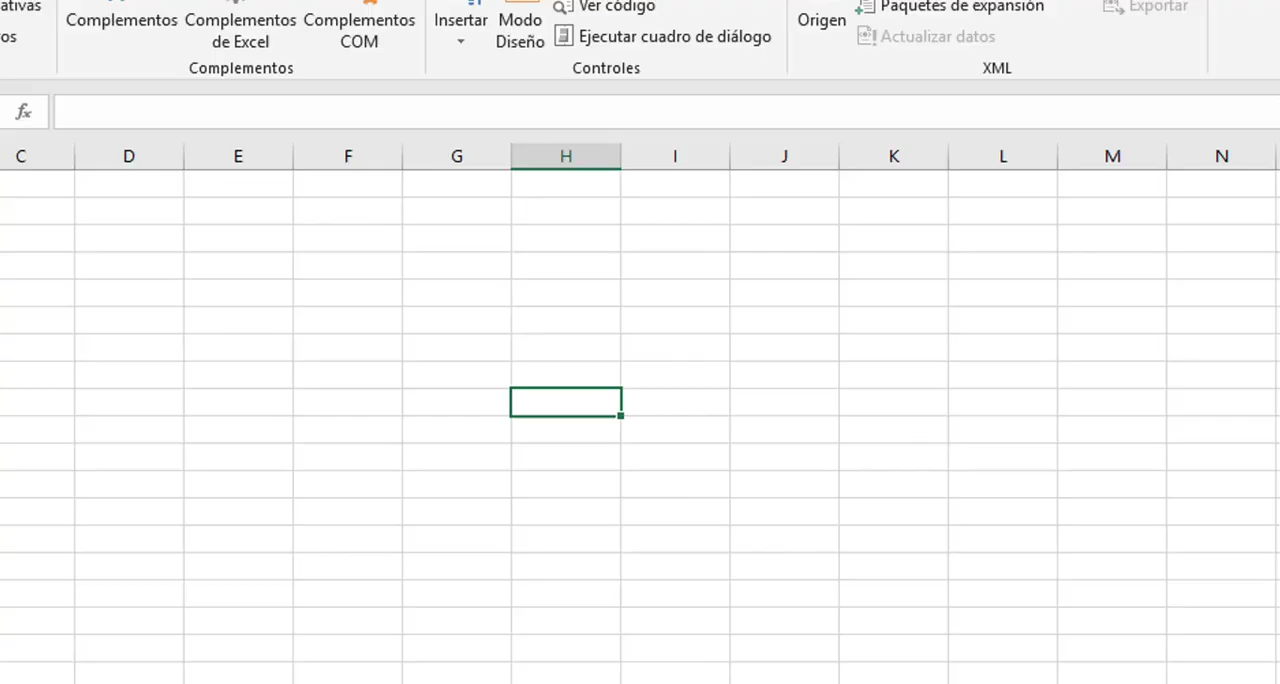 ativas
os
Complementos
Complementos
de Excel
Complementos
COM
Complementos
Insertar
Modo
Diseño
Ver código
Ejecutar cuadro de diálogo
Controles
Origen
Paquetes de expansión
Actualizar datos
Exportar
XML
fx
C D E F G H I J K L M N